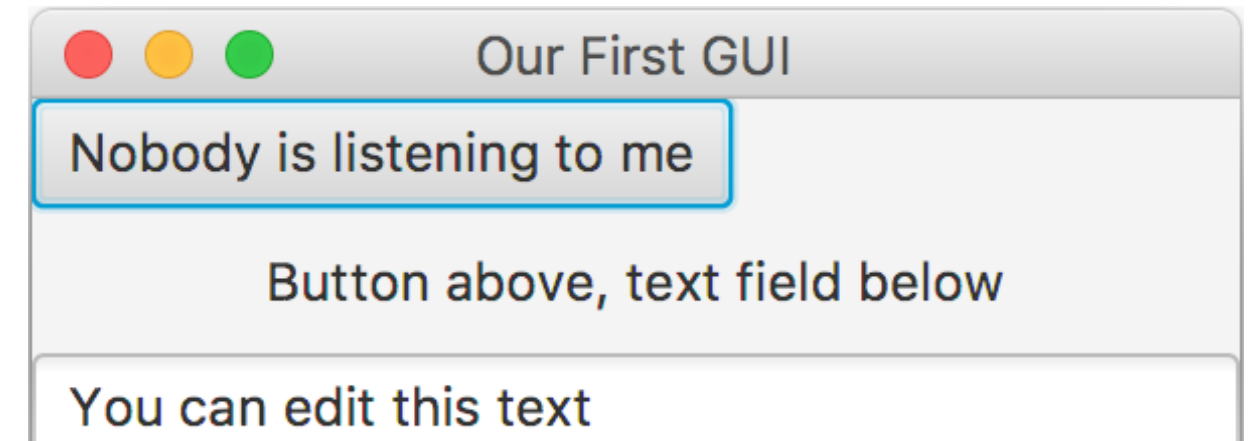 Our First GUI
Nobody is listening to me
Button above, text field below
You can edit this text